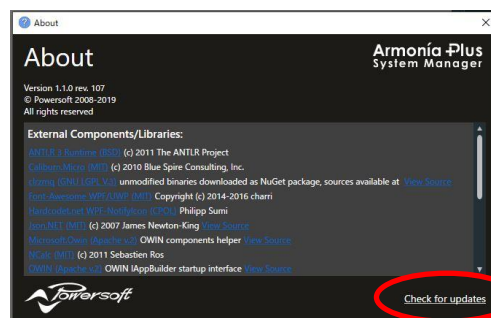 About
About
Armonía Plus
System Manager
Version 1.1.0 rev. 107
© Powersoft 2008-2019
All rights reserved
External Components/Libraries:
ANTLR 3 Runtime (BSD) (c) 2011 The ANTLR Project
Caliburn.Micro (MIT) (c) 2010 Blue Spire Consulting, Inc.
clrzmq (GNU LGPL V.3) unmodified binaries downloaded as NuGet package, sources available at View Source
Font-Awesome WPF/UWP (MIT) Copyright (c) 2014-2016 charri
Hardcodet.net WPF NotifyIcon (CPOL) Philipp Sumi
Json.NET (MIT) (c) 2007 James Newton-King View Source
Microsoft.Owin (Apache v.2) OWIN components helper View Source
NCalc (MIT) (c) 2011 Sebastien Ros
OWIN (Apache v.2) OWIN IAppBuilder startup interface View Source
Powersoft
Check for updates